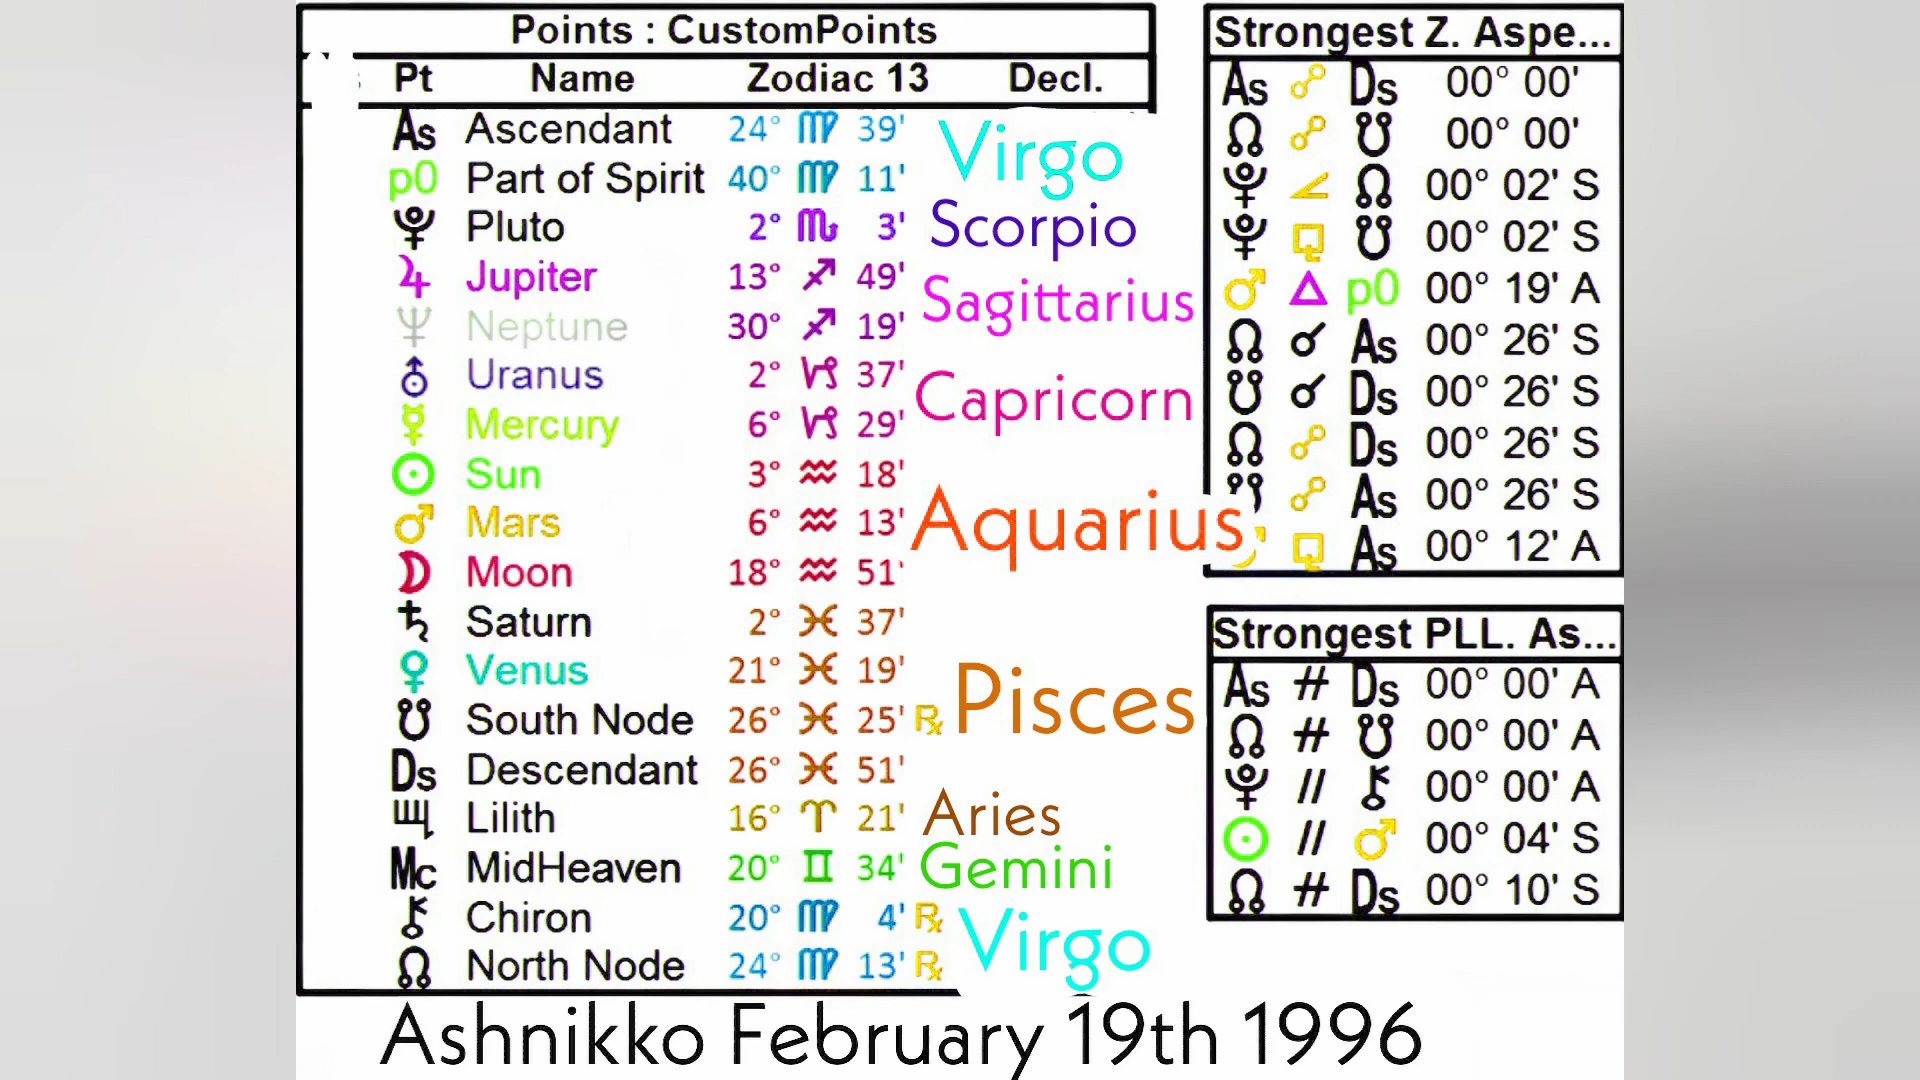 Points : CustomPoints
Pt Name Zodiac 13 Decl.
As Ascendant 24° ♍ 39' Virgo
p0 Part of Spirit 40° ♍ 11'
♇ Pluto 2° ♏ 3' Scorpio
♃ Jupiter 13° ♐ 49' Sagittarius
♆ Neptune 30° ♐ 19'
⛢ Uranus 2° ♑ 37' Capricorn
☿ Mercury 6° ♑ 29'
☉ Sun 3° ♒ 18'
♂ Mars 6° ♒ 13' Aquarius
☽ Moon 18° ♒ 51'
♄ Saturn 2° ♓ 37'
♀ Venus 21° ♓ 19' Pisces
☋ South Node 26° ♓ 25' ℞
Ds Descendant 26° ♓ 51'
Lilith 16° ♈ 21' Aries
Mc MidHeaven 20° ♊ 34' Gemini
⚷ Chiron 20° ♍ 4' ℞ Virgo
☊ North Node 24° ♍ 13' ℞
Strongest Z. Aspe...
As ☍ Ds 00° 00'
☊ ☍ ☋ 00° 00'
♇ ∠ ☊ 00° 02' S
♇ ⚼ ☋ 00° 02' S
♂ △ p0 00° 19' A
☊ ☌ As 00° 26' S
☋ ☌ Ds 00° 26' S
☊ ☍ Ds 00° 26' S
☋ ☍ As 00° 26' S
⚼ As 00° 12' A
Strongest PLL. As...
As # Ds 00° 00' A
☊ # ☋ 00° 00' A
♇ // ⚷ 00° 00' A
☉ // ♂ 00° 04' S
☊ # Ds 00° 10' S
Ashnikko February 19th 1996